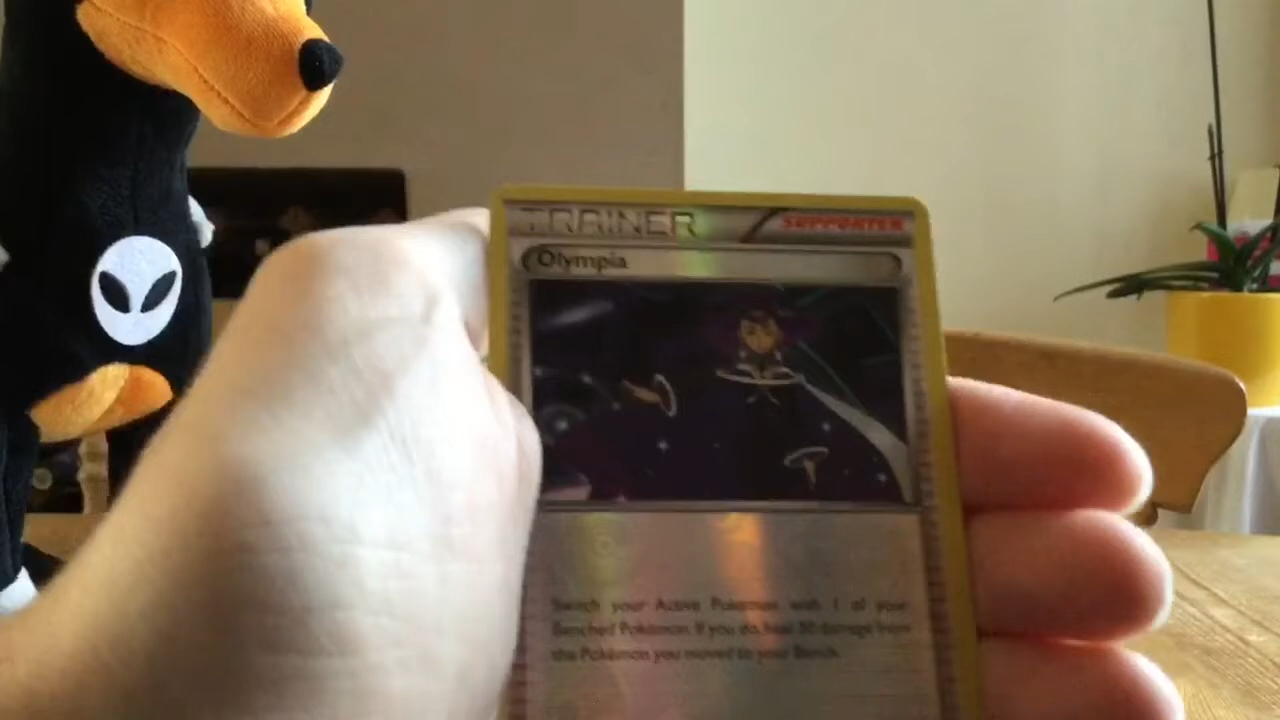 TRAINER SUPPORTER
Olympia
Switch your Active Pokémon with 1 of your
Benched Pokémon. If you do, heal 30 damage from
the Pokémon you moved to your Bench.